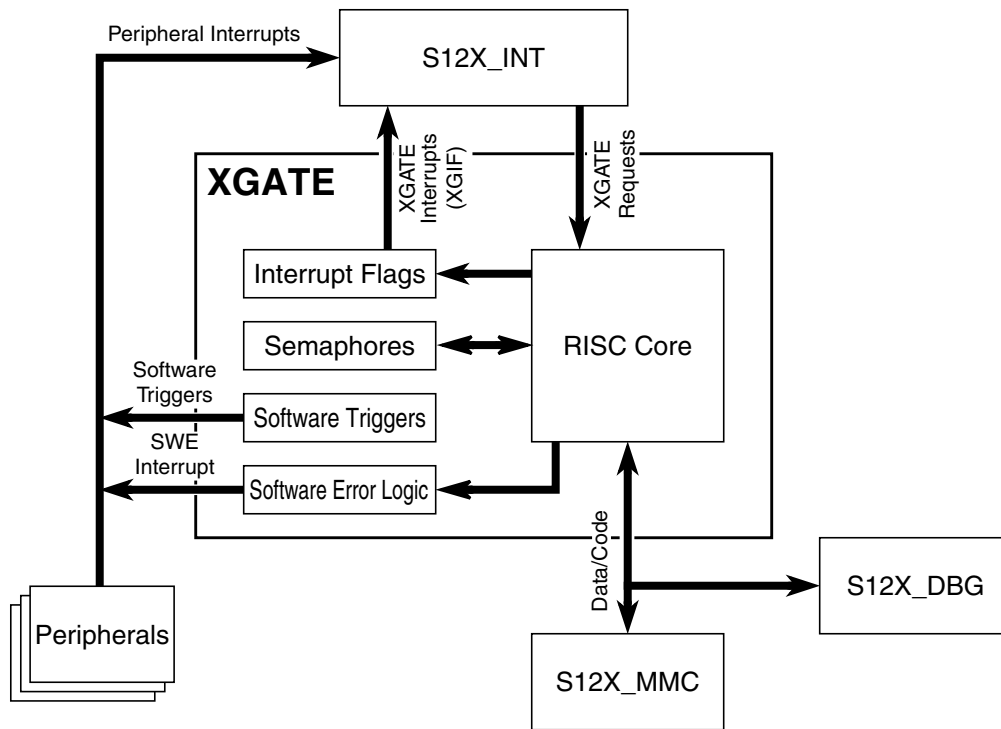 Peripheral Interrupts
S12X_INT
XGATE
XGATE
Interrupts
(XGIF)
XGATE
Requests
Interrupt Flags
Semaphores
RISC Core
Software
Triggers
Software Triggers
SWE
Interrupt
Software Error Logic
Data/Code
S12X_DBG
Peripherals
S12X_MMC